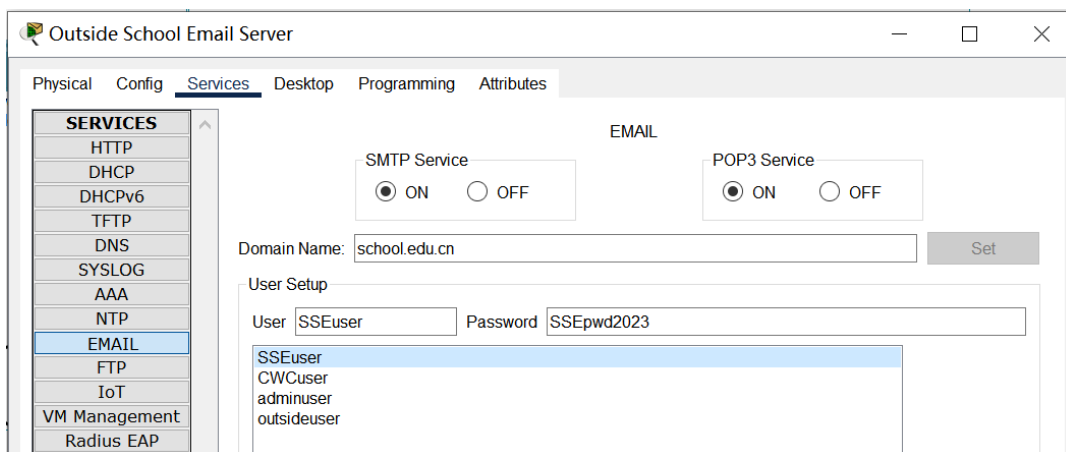 Outside School Email Server
Physical Config Services Desktop Programming Attributes
SERVICES
HTTP
DHCP
DHCPv6
TFTP
DNS
SYSLOG
AAA
NTP
EMAIL
FTP
IoT
VM Management
Radius EAP
EMAIL
SMTP Service
ON OFF
POP3 Service
ON OFF
Domain Name: school.edu.cn Set
User Setup
User SSEuser Password SSEpwd2023
SSEuser
CWCuser
adminuser
outsideuser